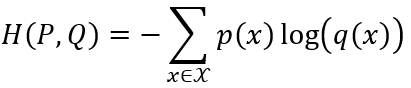 H(P, Q) = − ∑ p(x) log(q(x))
x∈𝒳